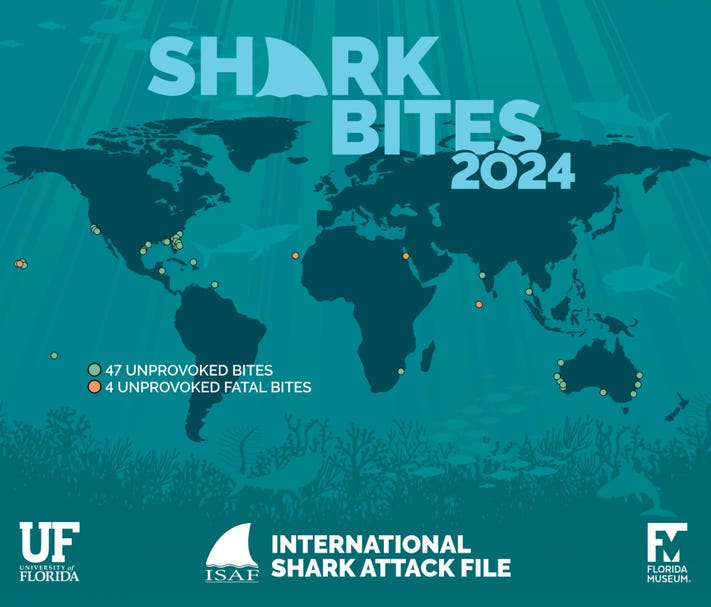 SHARK
BITES
2024
47 UNPROVOKED BITES
4 UNPROVOKED FATAL BITES
UF
UNIVERSITY of
FLORIDA
ISAF
INTERNATIONAL
SHARK ATTACK FILE
FM
FLORIDA
MUSEUM®